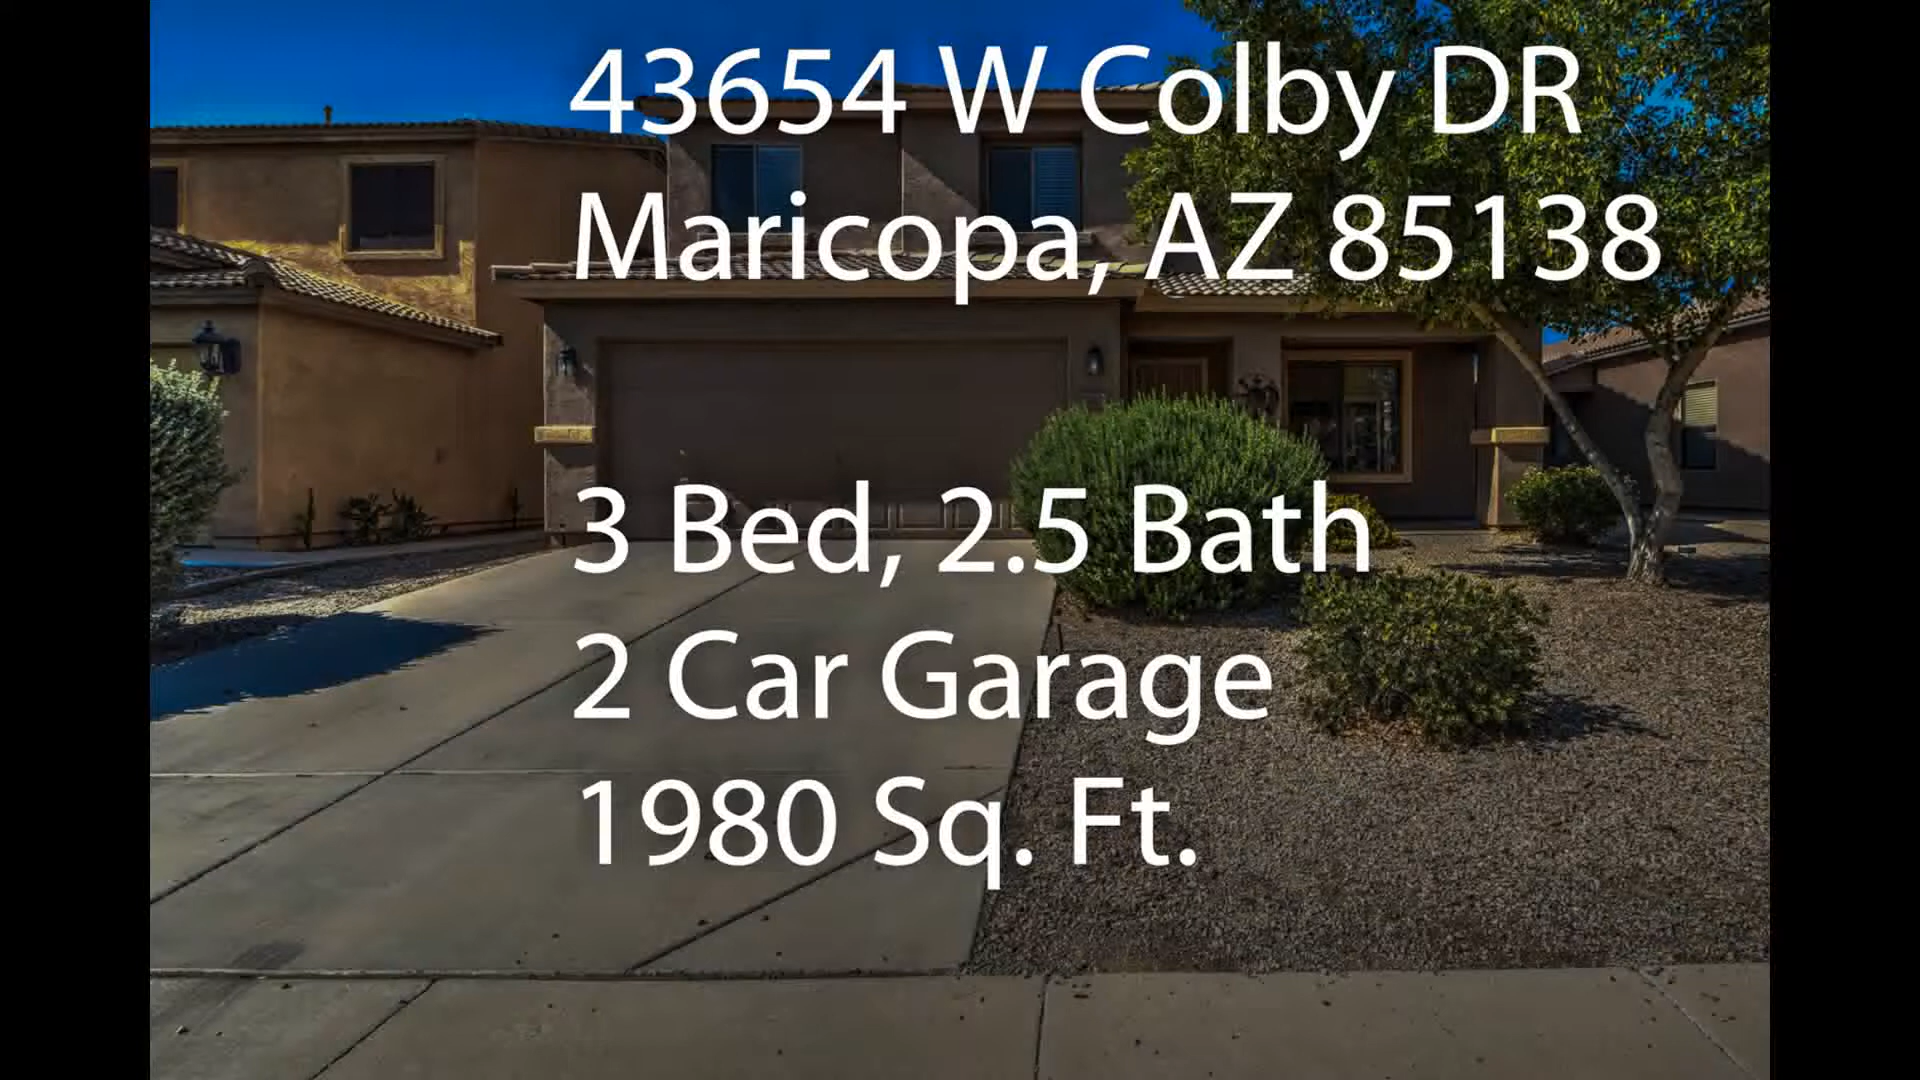 43654 W Colby DR
Maricopa, AZ 85138
3 Bed, 2.5 Bath
2 Car Garage
1980 Sq. Ft.